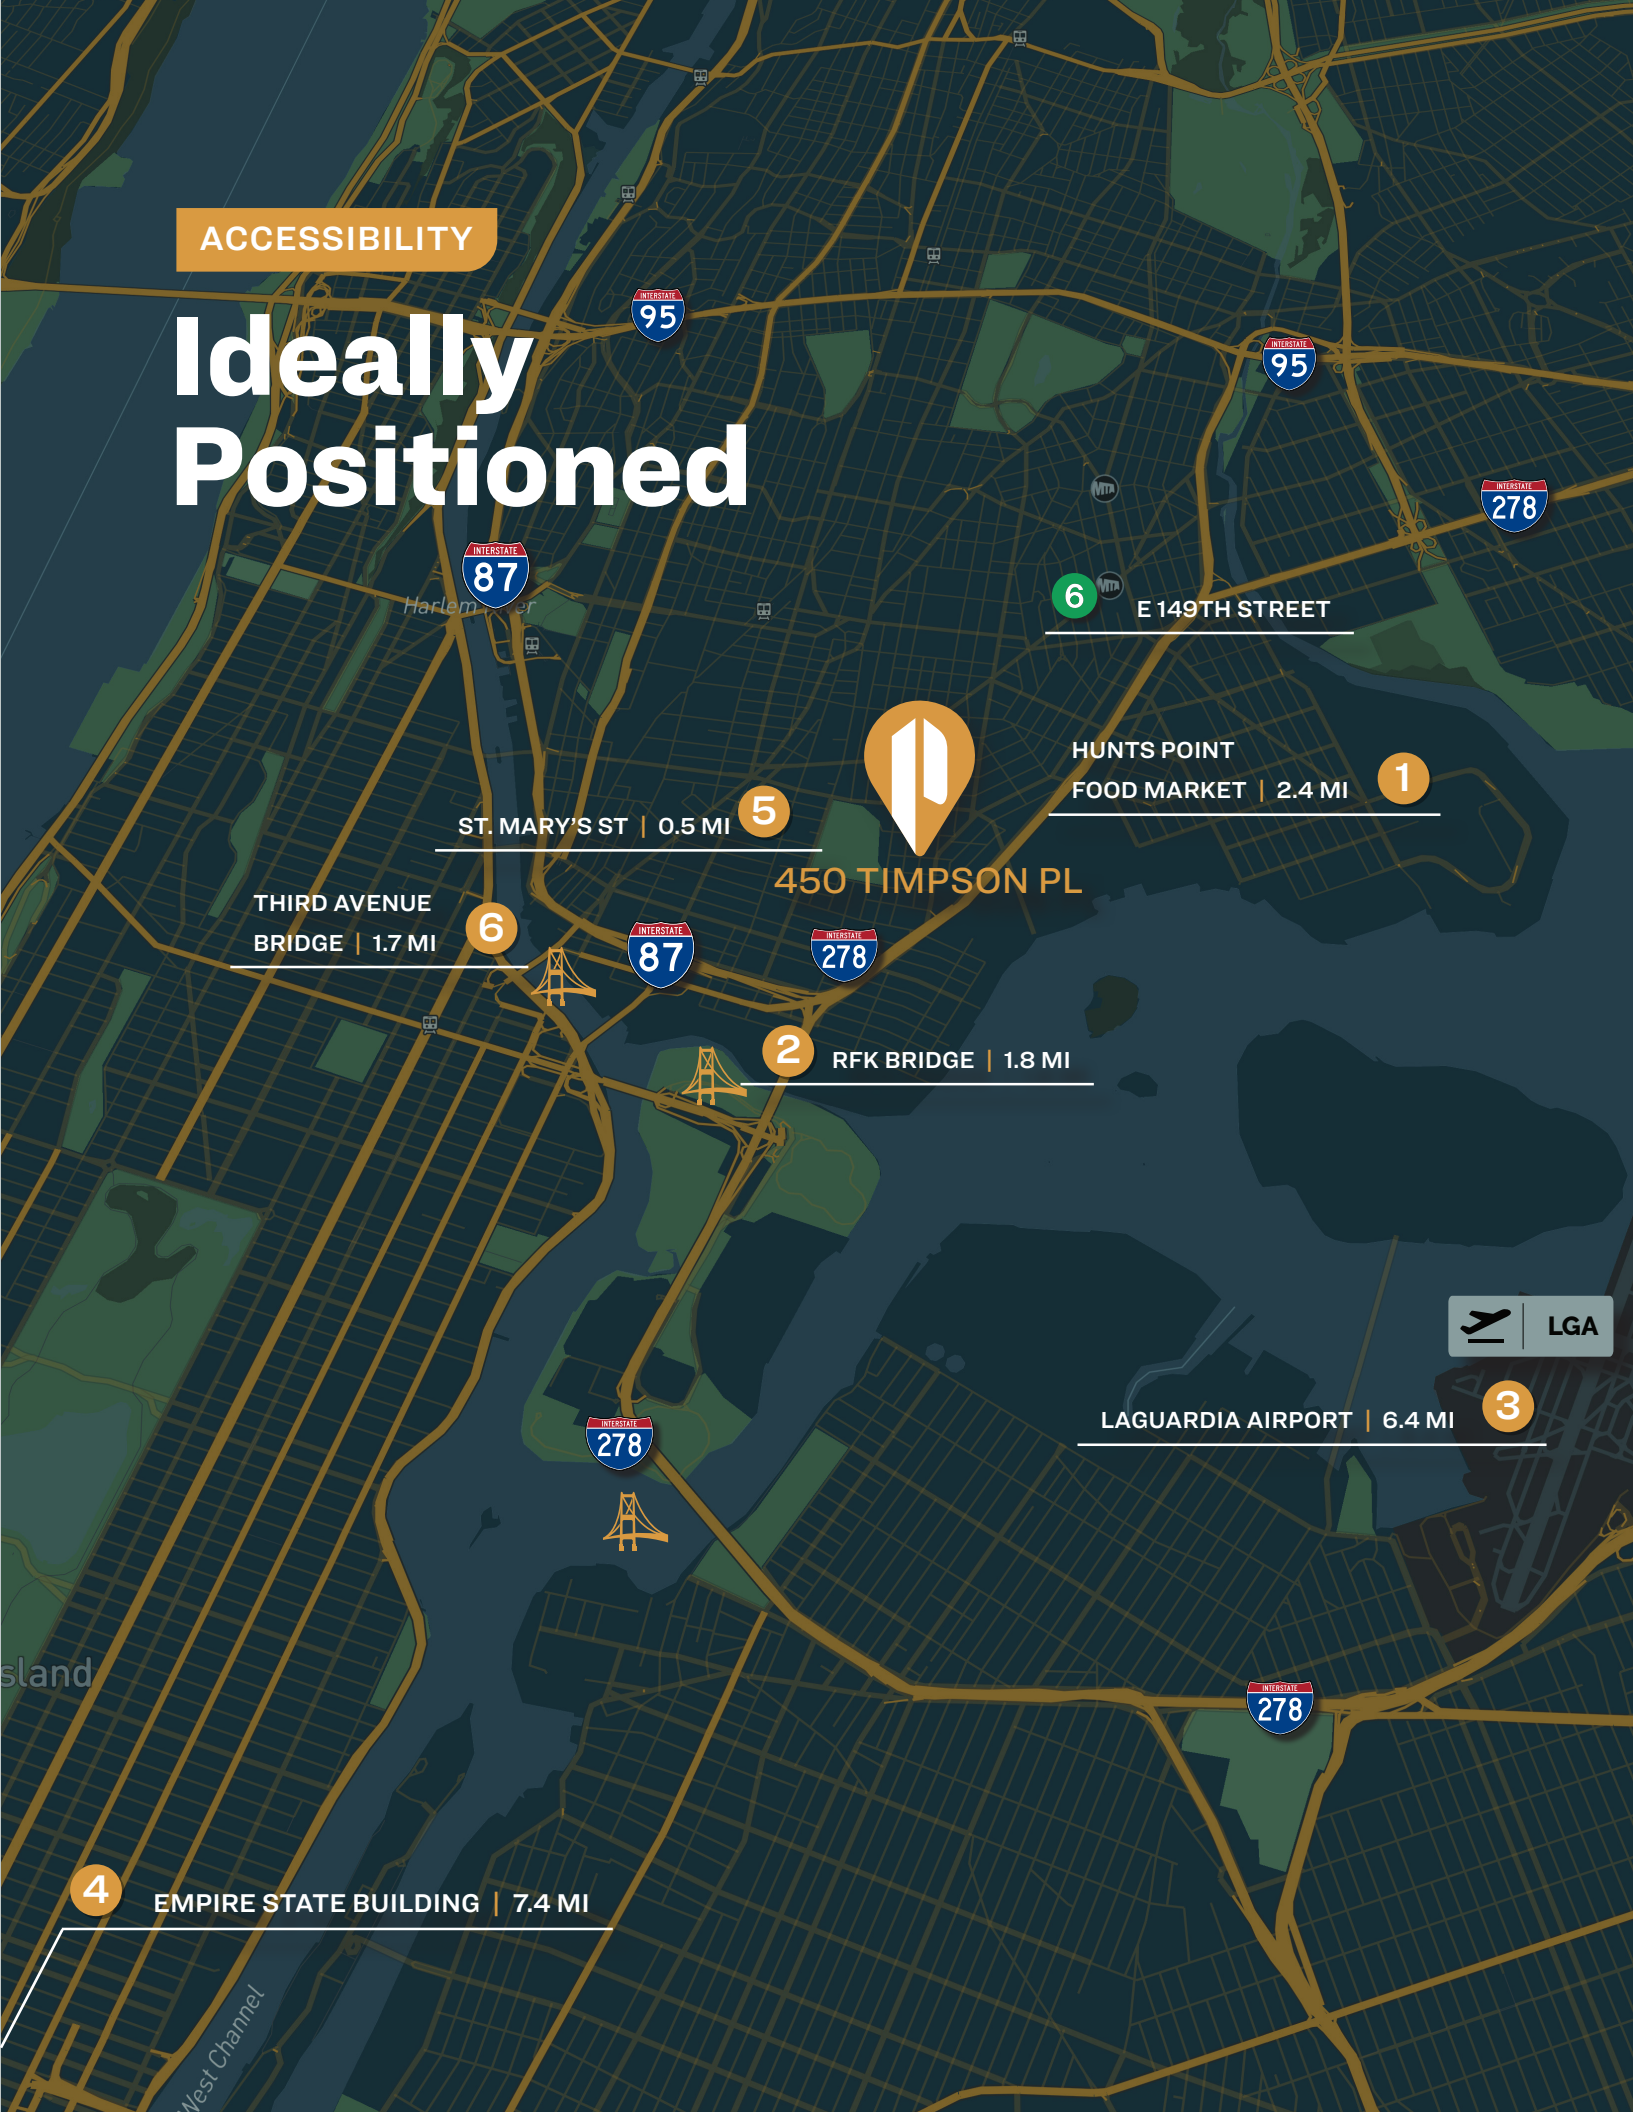 ACCESSIBILITY
Ideally
Positioned
INTERSTATE
95
INTERSTATE
95
INTERSTATE
278
INTERSTATE
87
Harlem
MTA
6
MTA
E 149TH STREET
HUNTS POINT
FOOD MARKET | 2.4 MI
1
ST. MARY’S ST | 0.5 MI
5
450 TIMPSON PL
THIRD AVENUE
BRIDGE | 1.7 MI
6
INTERSTATE
87
INTERSTATE
278
2
RFK BRIDGE | 1.8 MI
LGA
LAGUARDIA AIRPORT | 6.4 MI
3
INTERSTATE
278
sland
INTERSTATE
278
4
EMPIRE STATE BUILDING | 7.4 MI
West Channel